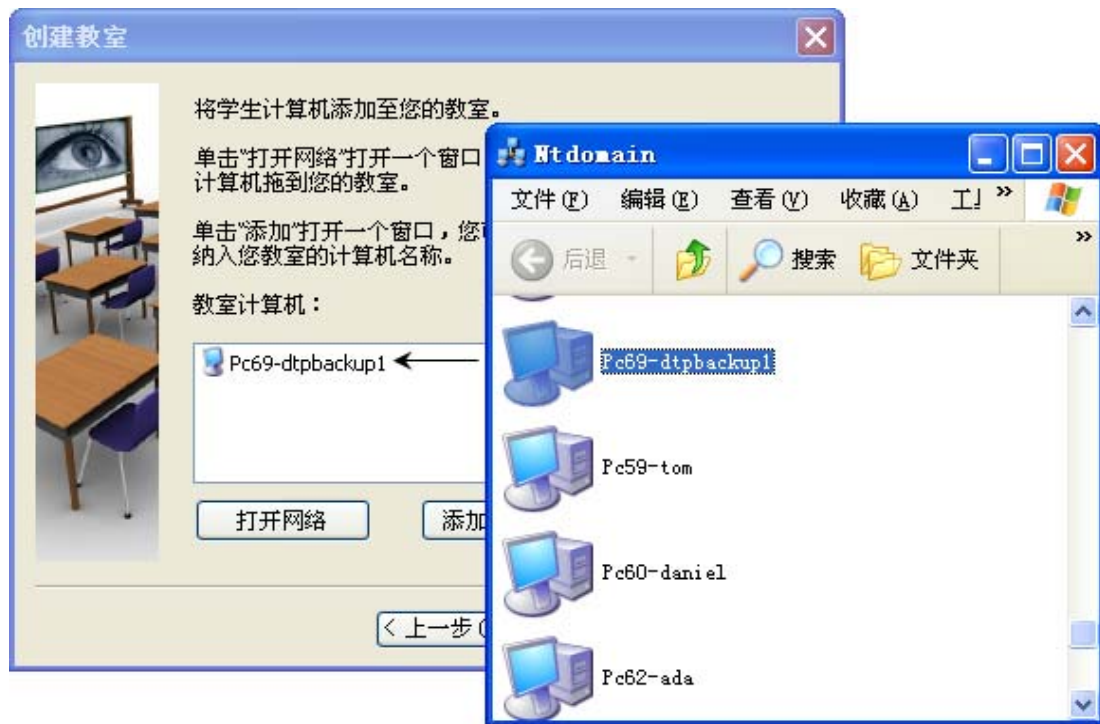 创建教室
将学生计算机添加至您的教室。
单击"打开网络"打开一个窗口
计算机拖到您的教室。
单击"添加"打开一个窗口，您
纳入您教室的计算机名称。
教室计算机：
Pc69-dtpbackup1
打开网络
添加
< 上一步(
Ntdomain
文件(F) 编辑(E) 查看(V) 收藏(A) 工 »
后退 搜索 文件夹 »
Pc69-dtpbackup1
Pc59-tom
Pc60-daniel
Pc62-ada